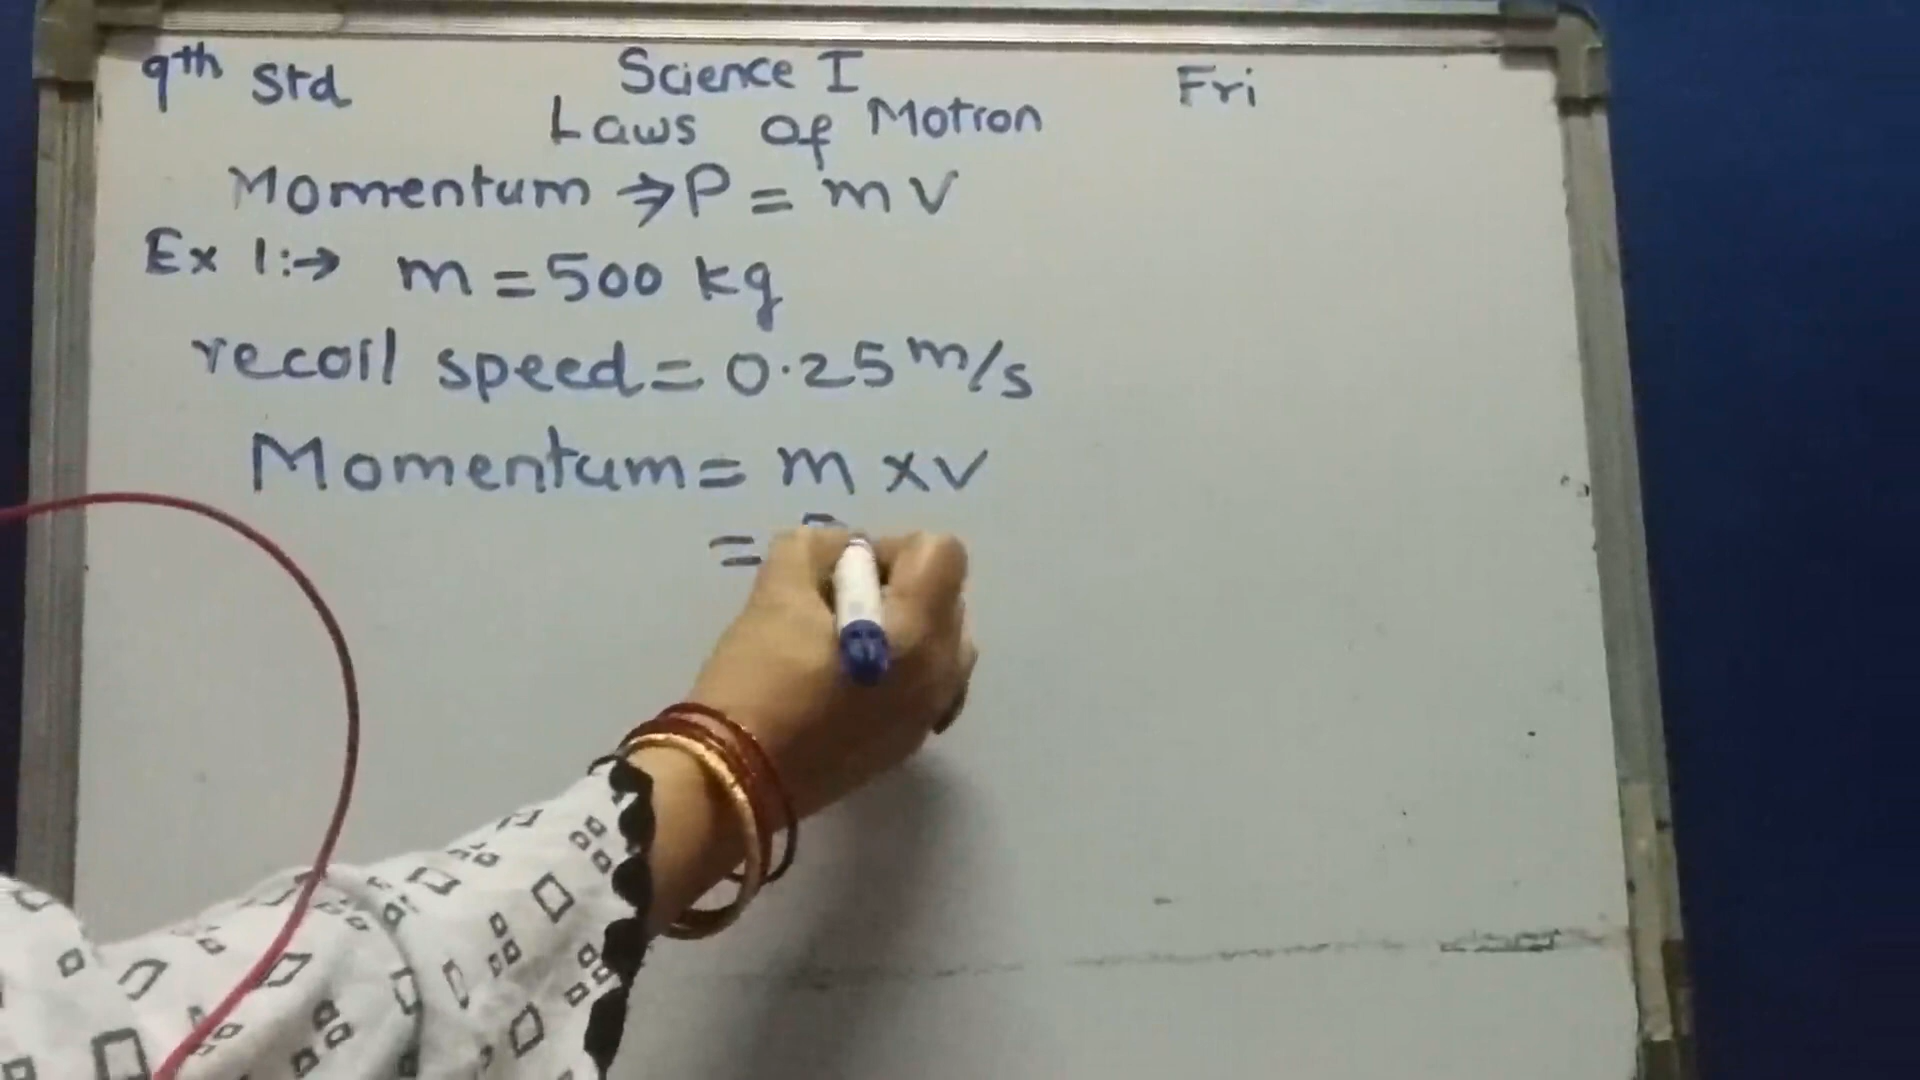 9th Std Science I Fri
Laws of Motion
Momentum ⇒ P = mv
Ex 1:→ m = 500 kg
recoil speed = 0.25 m/s
Momentum = m x v
=